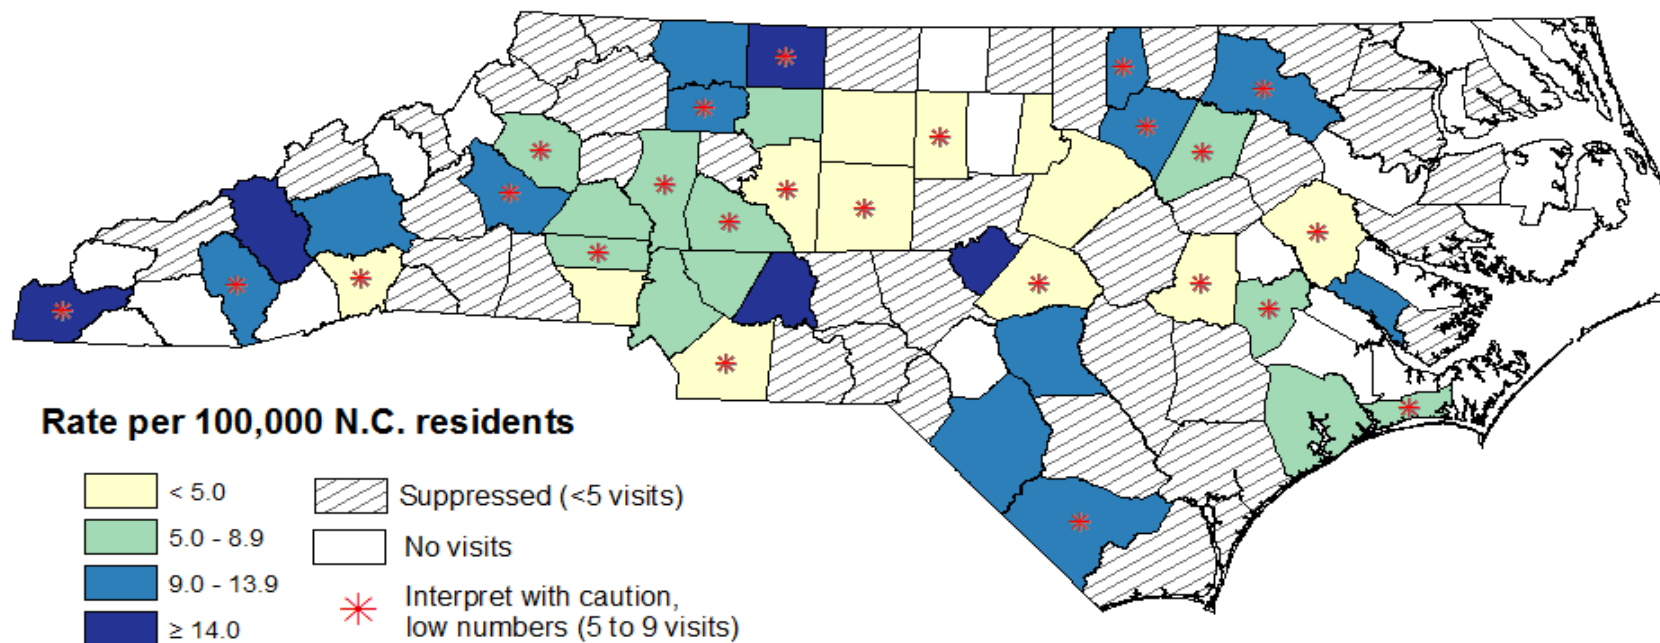 Rate per 100,000 N.C. residents
< 5.0
5.0 - 8.9
9.0 - 13.9
≥ 14.0
Suppressed (<5 visits)
No visits
Interpret with caution,
low numbers (5 to 9 visits)